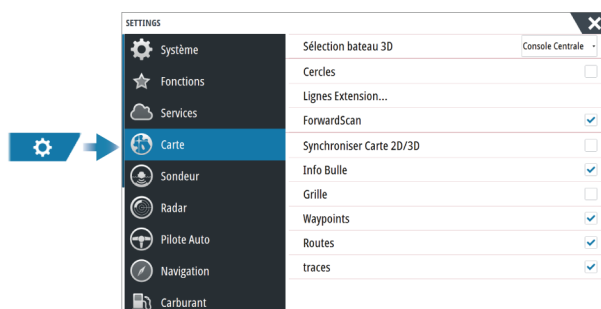 SETTINGS
Système
Fonctions
Services
Carte
Sondeur
Radar
Pilote Auto
Navigation
Carburant
Sélection bateau 3D
Console Centrale
Cercles
Lignes Extension...
ForwardScan
Synchroniser Carte 2D/3D
Info Bulle
Grille
Waypoints
Routes
traces